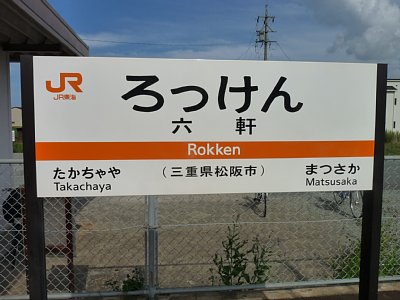 JR
JR東海
ろっけん
六軒
Rokken
たかちゃや
Takachaya
(三重県松阪市)
まつさか
Matsusaka